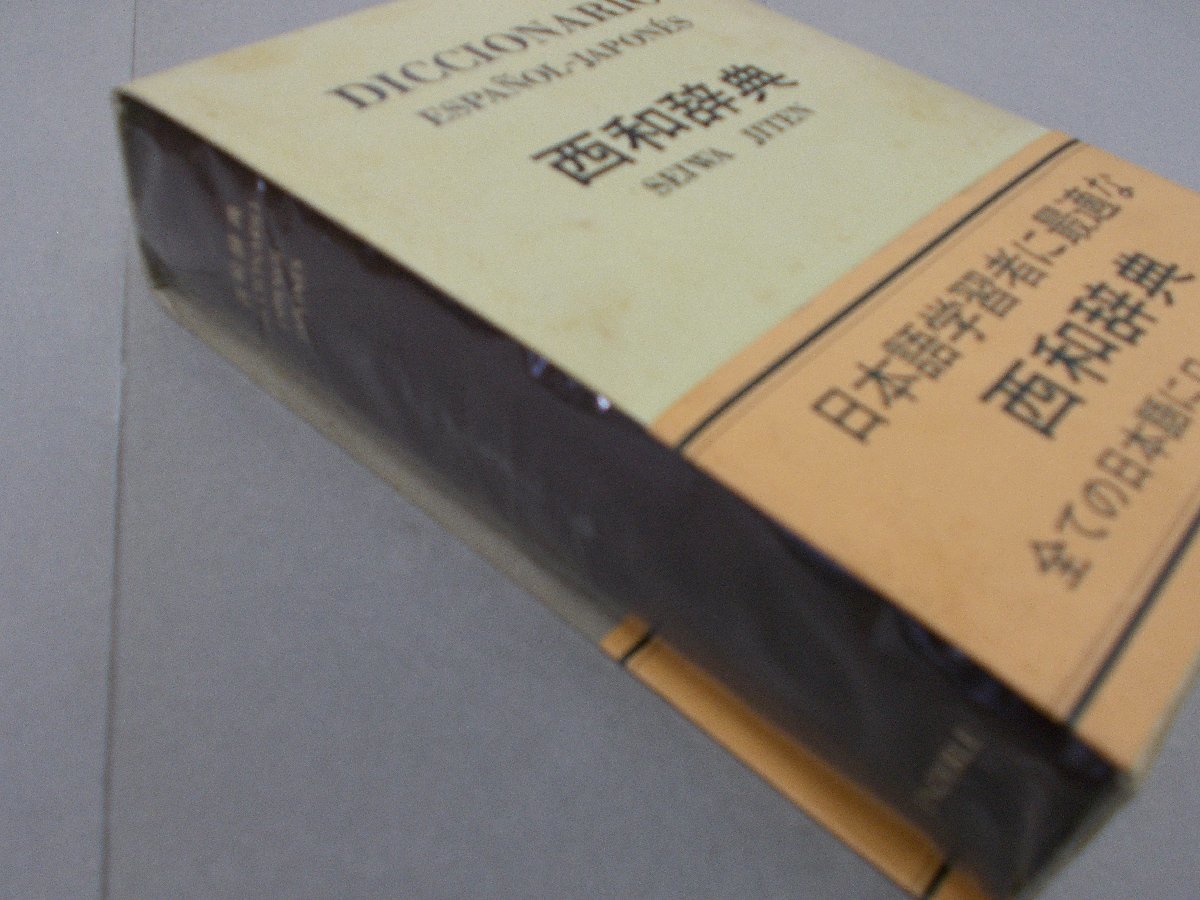 DICCIONARIO
ESPAÑOL-JAPONÉS
西和辞典
SEIWA JITEN
日本語学習者に最適な
西和辞典
全ての日本語に